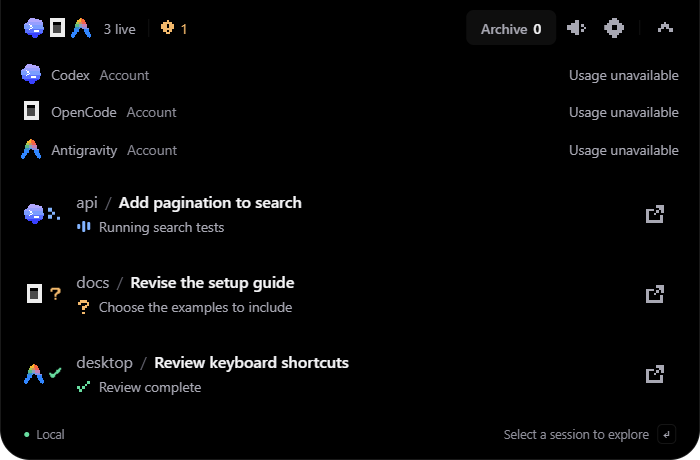 3 live 1 Archive 0
Codex Account Usage unavailable
OpenCode Account Usage unavailable
Antigravity Account Usage unavailable
api / Add pagination to search
Running search tests
docs / Revise the setup guide
Choose the examples to include
desktop / Review keyboard shortcuts
Review complete
Local Select a session to explore